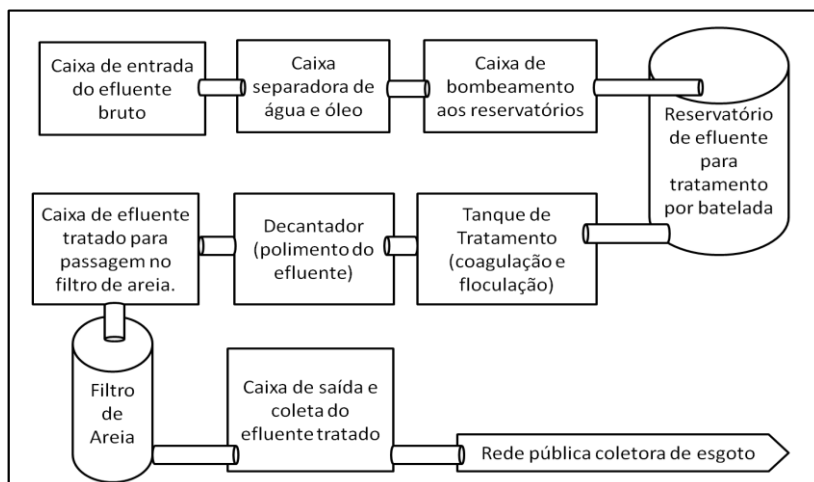 Caixa de entrada
do efluente
bruto
Caixa
separadora de
água e óleo
Caixa de
bombeamento
aos reservatórios
Reservatório
de efluente
para
tratamento
por batelada
Caixa de efluente
tratado para
passagem no
filtro de areia.
Decantador
(polimento do
efluente)
Tanque de
Tratamento
(coagulação e
floculação)
Filtro
de
Areia
Caixa de saída e
coleta do
efluente tratado
Rede pública coletora de esgoto